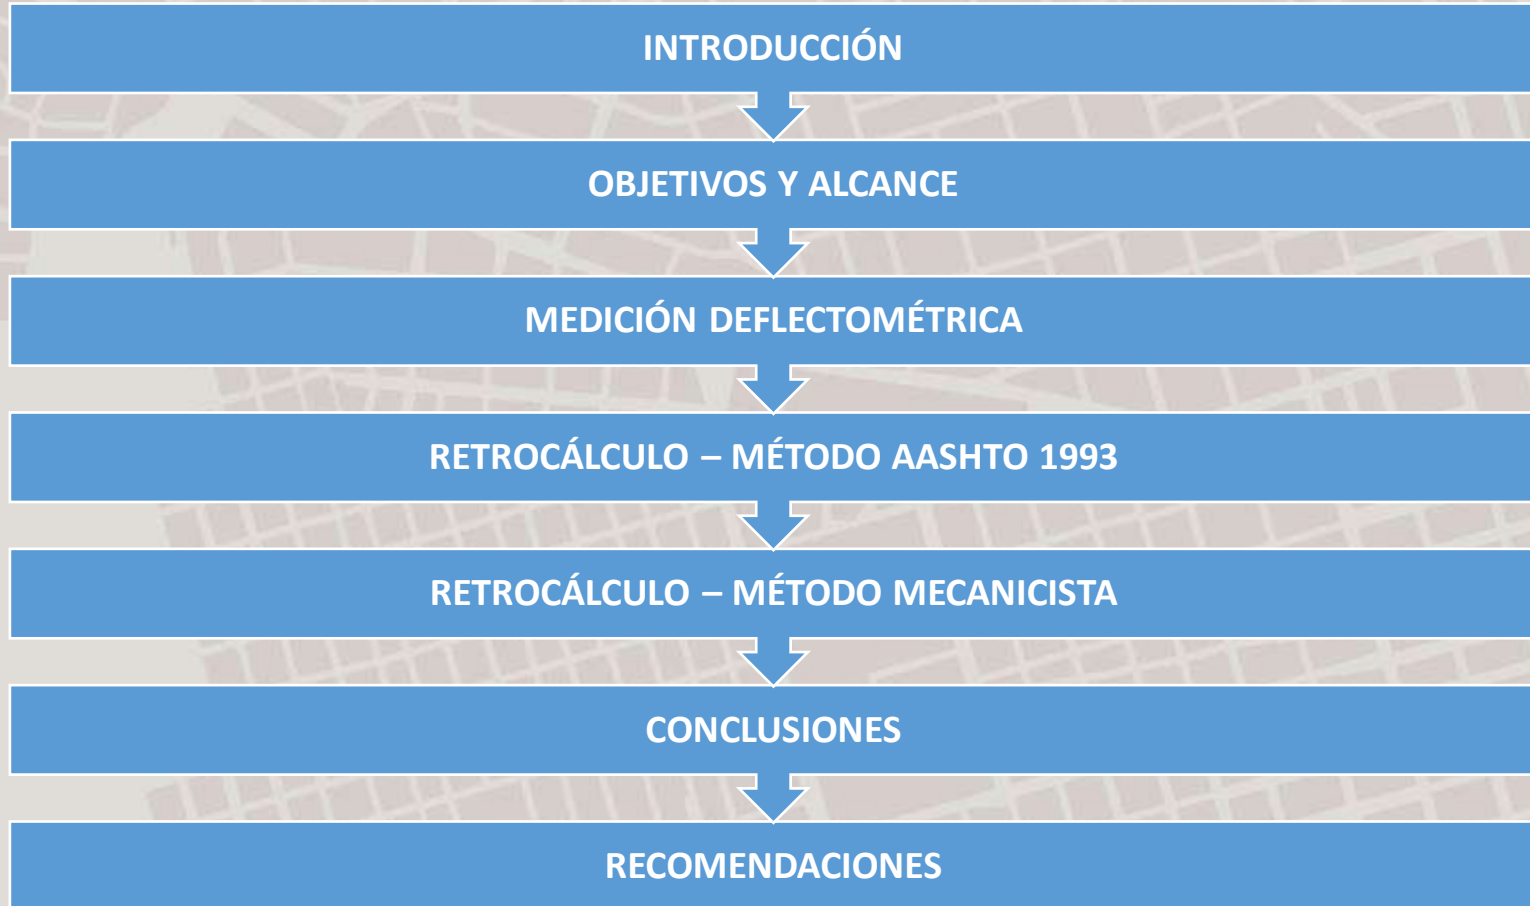 INTRODUCCIÓN
OBJETIVOS Y ALCANCE
MEDICIÓN DEFLECTOMÉTRICA
RETROCÁLCULO – MÉTODO AASHTO 1993
RETROCÁLCULO – MÉTODO MECANICISTA
CONCLUSIONES
RECOMENDACIONES